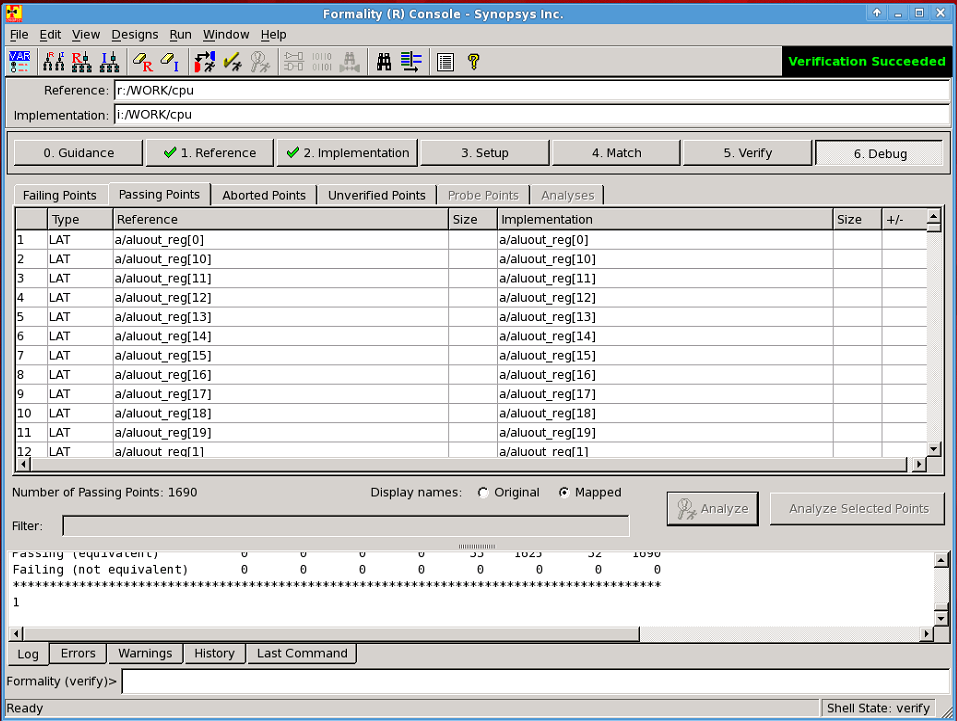 Formality (R) Console - Synopsys Inc.
File Edit View Designs Run Window Help
Verification Succeeded
Reference: r:/WORK/cpu
Implementation: i:/WORK/cpu
0. Guidance 1. Reference 2. Implementation 3. Setup 4. Match 5. Verify 6. Debug
Failing Points Passing Points Aborted Points Unverified Points Probe Points Analyses
Type Reference Size Implementation Size +/-
1 LAT a/aluout_reg[0] a/aluout_reg[0]
2 LAT a/aluout_reg[10] a/aluout_reg[10]
3 LAT a/aluout_reg[11] a/aluout_reg[11]
4 LAT a/aluout_reg[12] a/aluout_reg[12]
5 LAT a/aluout_reg[13] a/aluout_reg[13]
6 LAT a/aluout_reg[14] a/aluout_reg[14]
7 LAT a/aluout_reg[15] a/aluout_reg[15]
8 LAT a/aluout_reg[16] a/aluout_reg[16]
9 LAT a/aluout_reg[17] a/aluout_reg[17]
10 LAT a/aluout_reg[18] a/aluout_reg[18]
11 LAT a/aluout_reg[19] a/aluout_reg[19]
12 LAT a/aluout_reg[1] a/aluout_reg[1]
Number of Passing Points: 1690 Display names: Original Mapped
Analyze Analyze Selected Points
Filter:
Passing (equivalent) 0 0 0 0 1690
Failing (not equivalent) 0 0 0 0 0 0 0 0
****************************************************************************************
1
Log Errors Warnings History Last Command
Formality (verify)>
Ready Shell State: verify